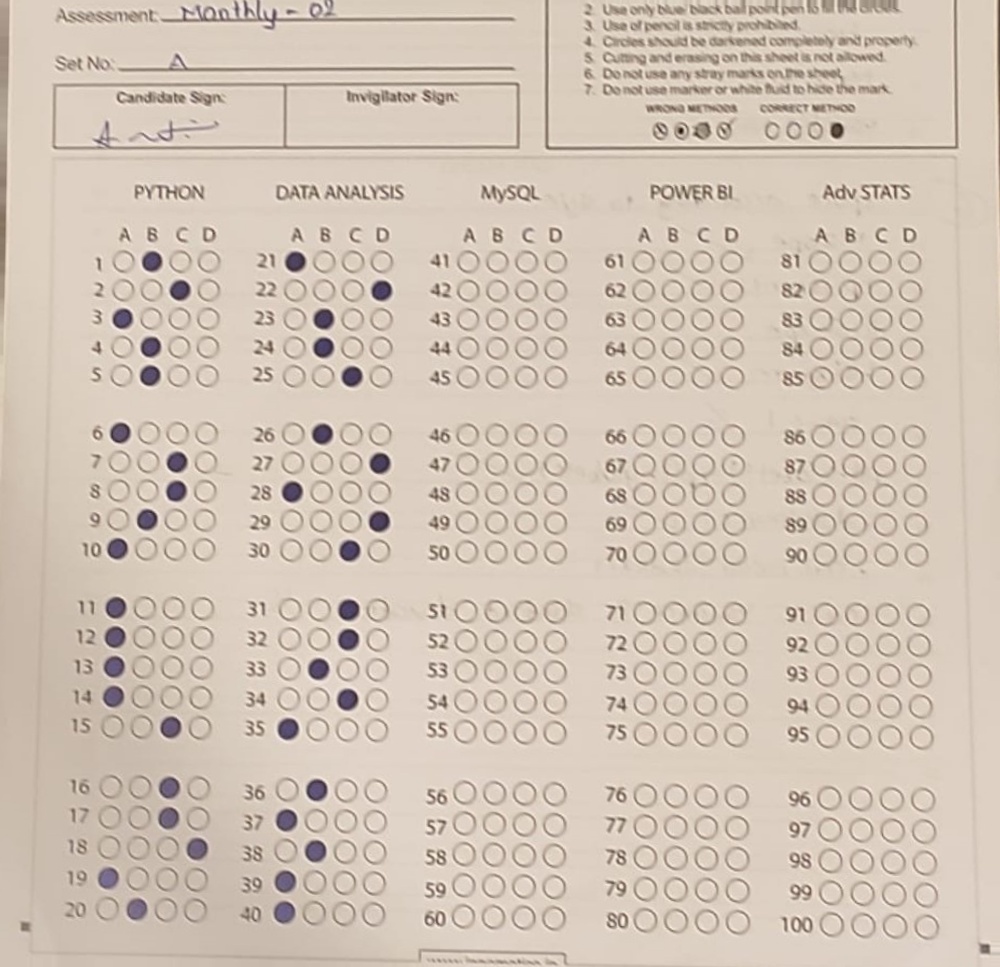 Assessment: Monthly - 02
Set No: A
Candidate Sign:
Invigilator Sign:
2. Use only blue/black ball point pen to fill the circles.
3. Use of pencil is strictly prohibited.
4. Circles should be darkened completely and properly.
5. Cutting and erasing on this sheet is not allowed.
6. Do not use any stray marks on the sheet.
7. Do not use marker or white fluid to hide the mark.
WRONG METHODS CORRECT METHOD
PYTHON DATA ANALYSIS MySQL POWER BI Adv STATS
A B C D A B C D A B C D A B C D A B C D
1 21 41 61 81
2 22 42 62 82
3 23 43 63 83
4 24 44 64 84
5 25 45 65 85
6 26 46 66 86
7 27 47 67 87
8 28 48 68 88
9 29 49 69 89
10 30 50 70 90
11 31 51 71 91
12 32 52 72 92
13 33 53 73 93
14 34 54 74 94
15 35 55 75 95
16 36 56 76 96
17 37 57 77 97
18 38 58 78 98
19 39 59 79 99
20 40 60 80 100